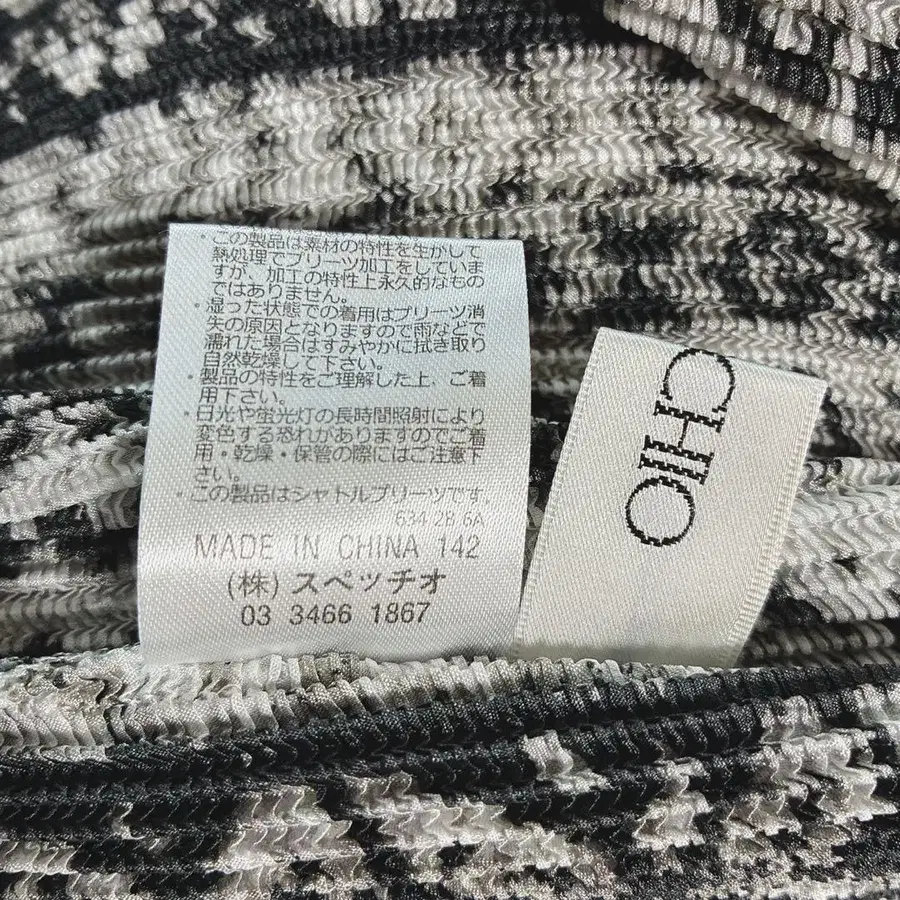 ・この製品は素材の特性を生かして
熱処理でプリーツ加工をしていま
すが、加工の特性上永久的なもの
ではありません。
・湿った状態での着用はプリーツ消
失の原因となりますので雨などで
濡れた場合はすみやかに拭き取り
自然乾燥して下さい。
・製品の特性をご理解した上、ご着
用下さい。
・日光や蛍光灯の長時間照射により
変色する恐れがありますのでご着
用・乾燥・保管の際にはご注意下
さい。
・この製品はシャトルプリーツです。
MADE IN CHINA 142
(株) スペッチオ
03 3466 1867
CHIO